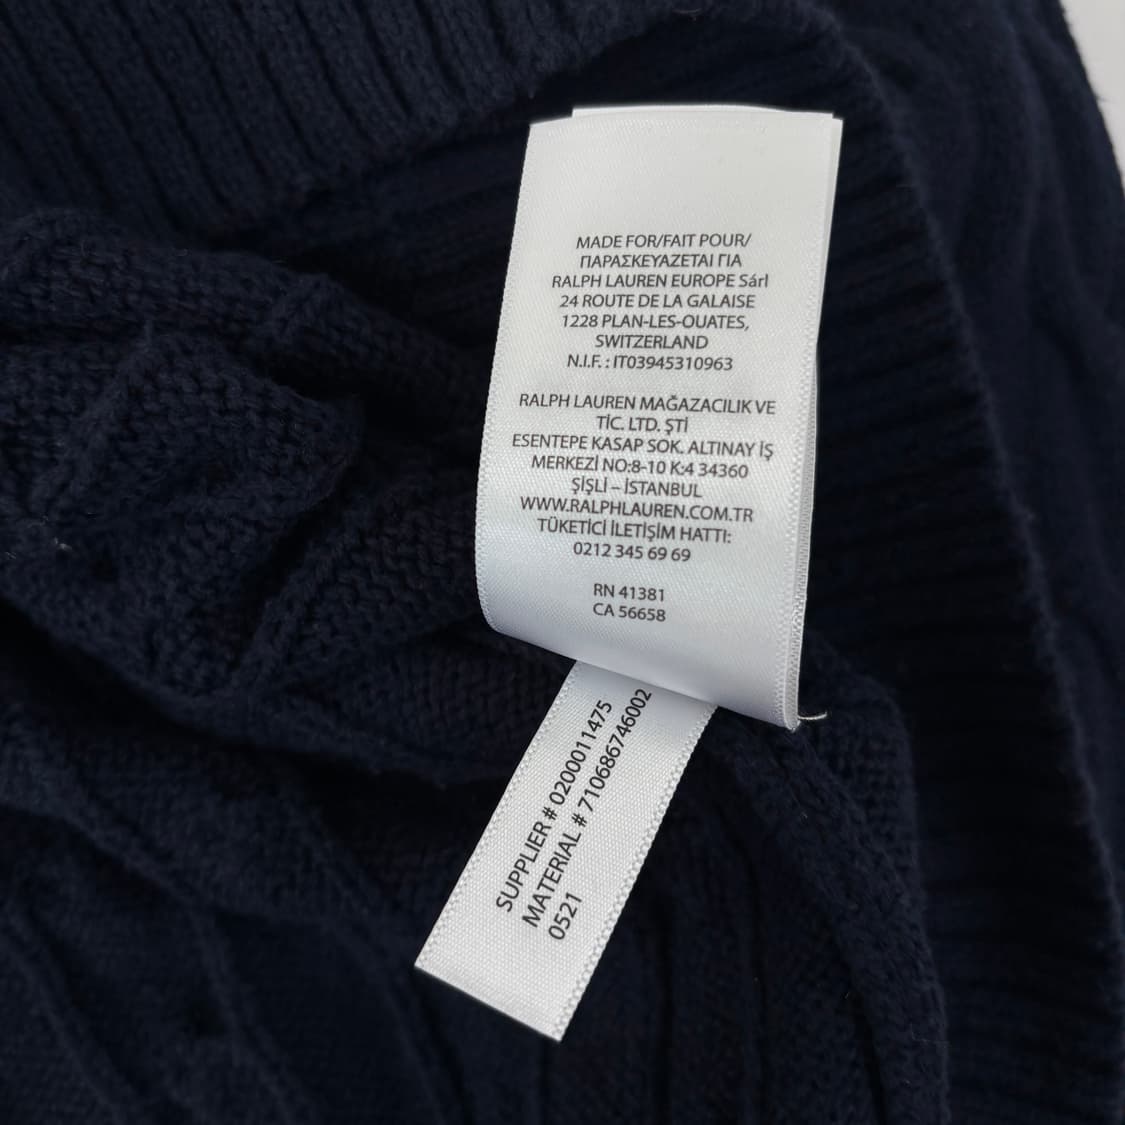 MADE FOR/FAIT POUR/
ΠΑΡΑΣΚΕΥΑΖΕΤΑΙ ΓΙΑ
RALPH LAUREN EUROPE Sárl
24 ROUTE DE LA GALAISE
1228 PLAN-LES-OUATES,
SWITZERLAND
N.I.F. : IT03945310963
RALPH LAUREN MAĞAZACILIK VE
TİC. LTD. ŞTİ
ESENTEPE KASAP SOK. ALTINAY İŞ
MERKEZİ NO:8-10 K:4 34360
ŞİŞLİ – İSTANBUL
WWW.RALPHLAUREN.COM.TR
TÜKETİCİ İLETİŞİM HATTI:
0212 345 69 69
RN 41381
CA 56658
SUPPLIER # 0200011475
MATERIAL # 710686746002
0521